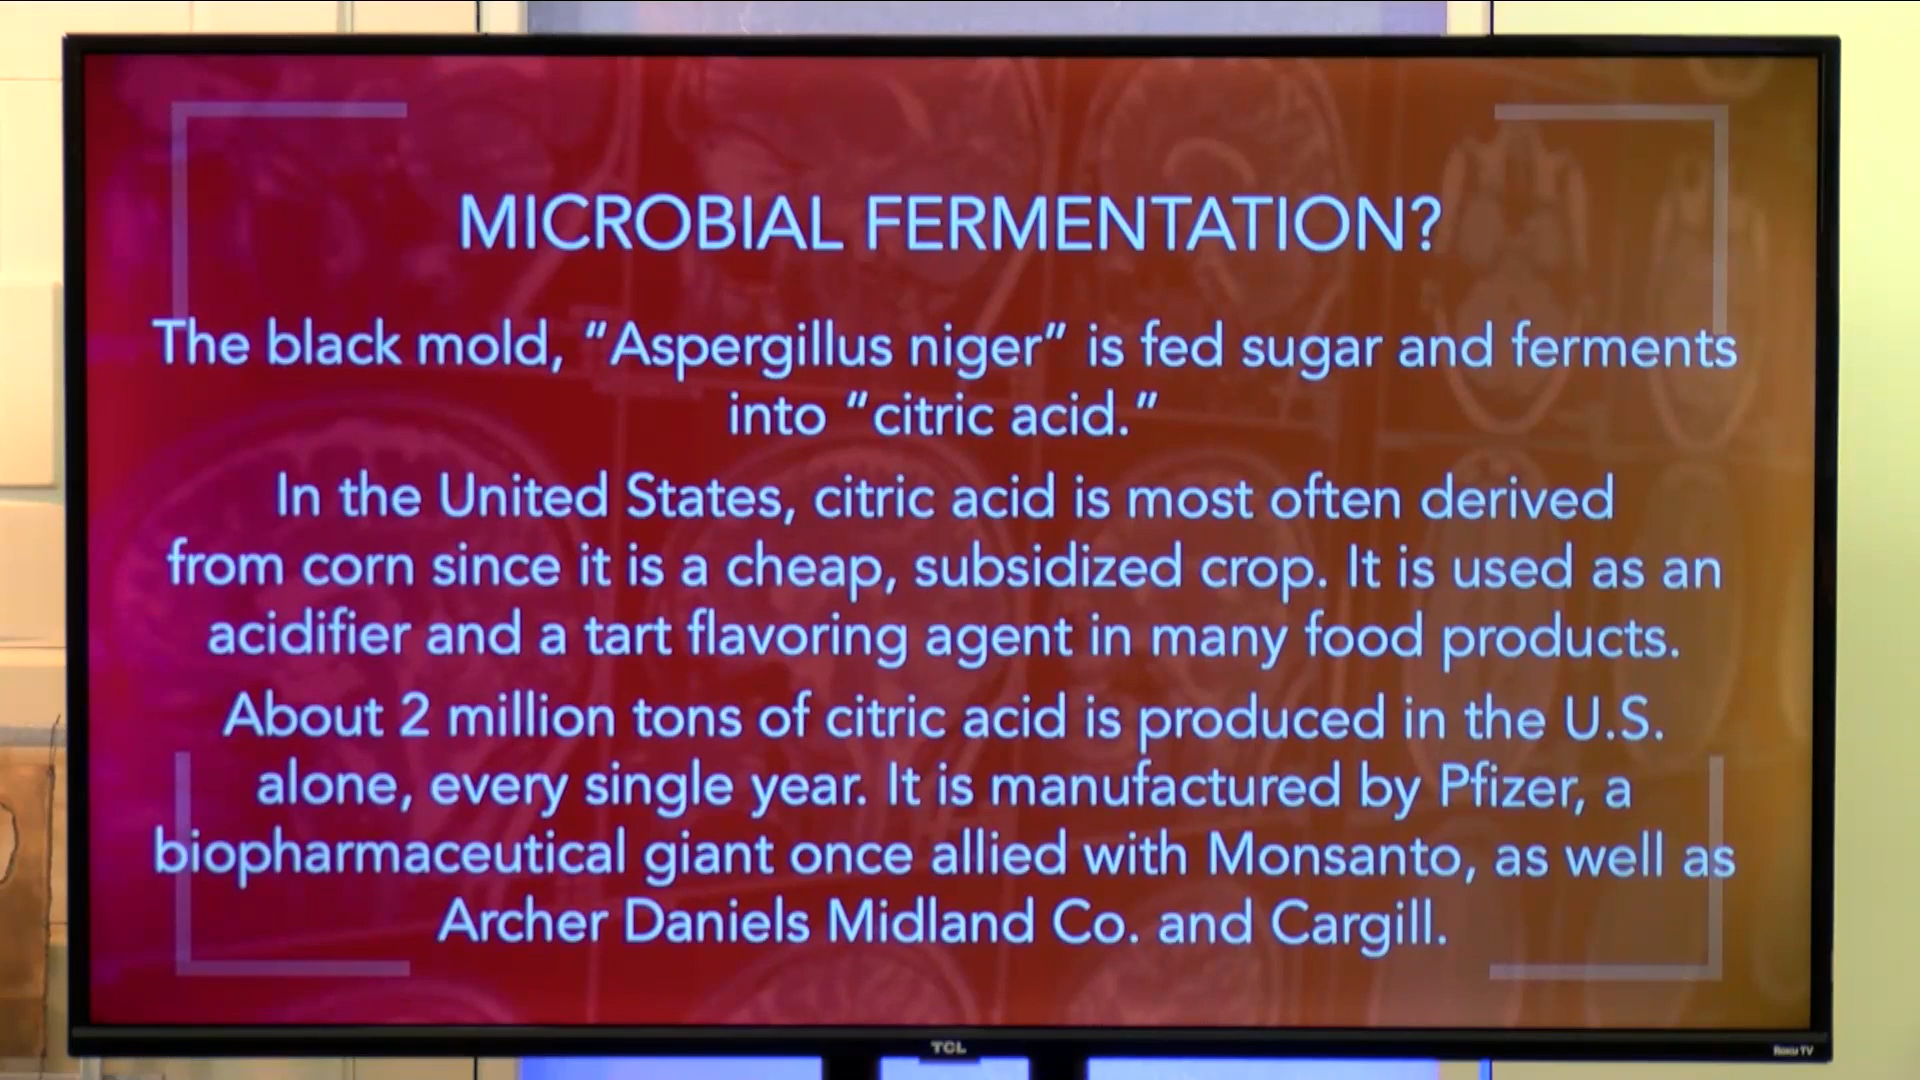 MICROBIAL FERMENTATION?
The black mold, “Aspergillus niger” is fed sugar and ferments
into “citric acid.”
In the United States, citric acid is most often derived
from corn since it is a cheap, subsidized crop. It is used as an
acidifier and a tart flavoring agent in many food products.
About 2 million tons of citric acid is produced in the U.S.
alone, every single year. It is manufactured by Pfizer, a
biopharmaceutical giant once allied with Monsanto, as well as
Archer Daniels Midland Co. and Cargill.
TCL
Roku TV